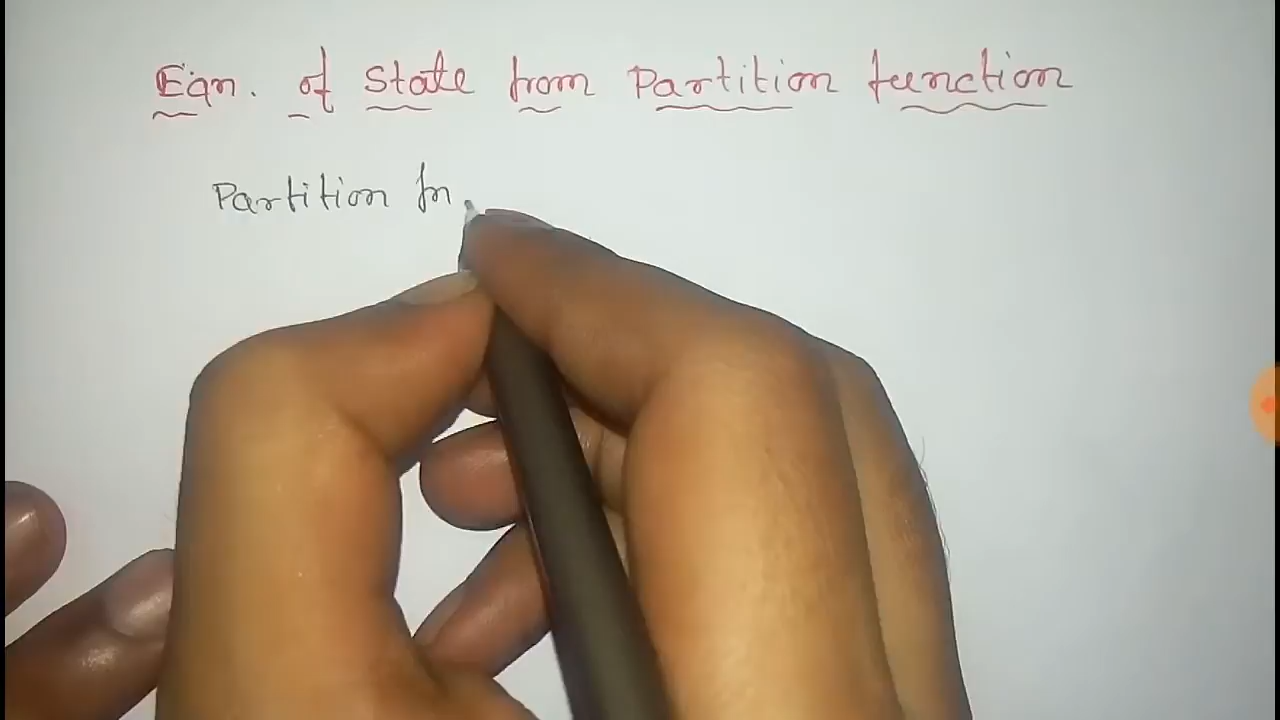 Eqn. of State from Partition function
Partition fn.